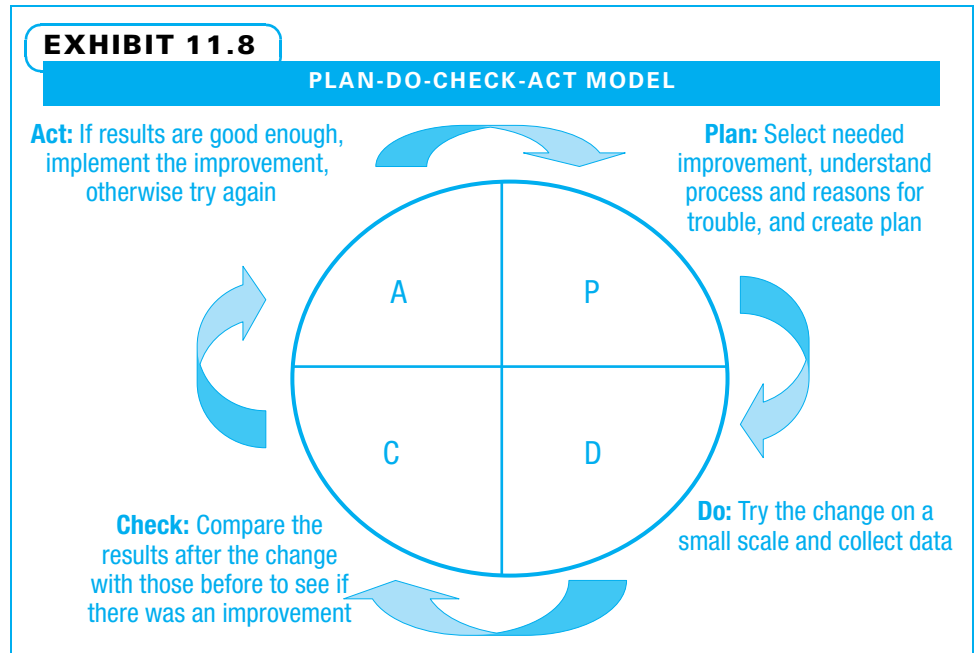 EXHIBIT 11.8
PLAN-DO-CHECK-ACT MODEL
Act: If results are good enough,
implement the improvement,
otherwise try again
Plan: Select needed
improvement, understand
process and reasons for
trouble, and create plan
A
P
C
D
Check: Compare the
results after the change
with those before to see if
there was an improvement
Do: Try the change on a
small scale and collect data